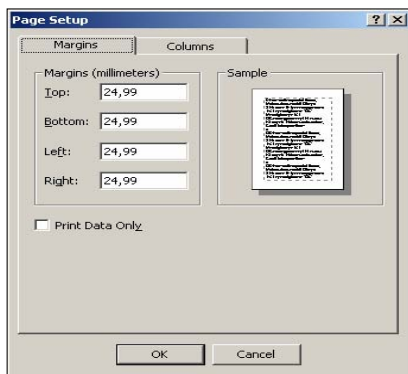 Page Setup
Margins Columns
Margins (millimeters) Sample
Top: 24,99
Bottom: 24,99
Left: 24,99
Right: 24,99
Print Data Only
OK Cancel